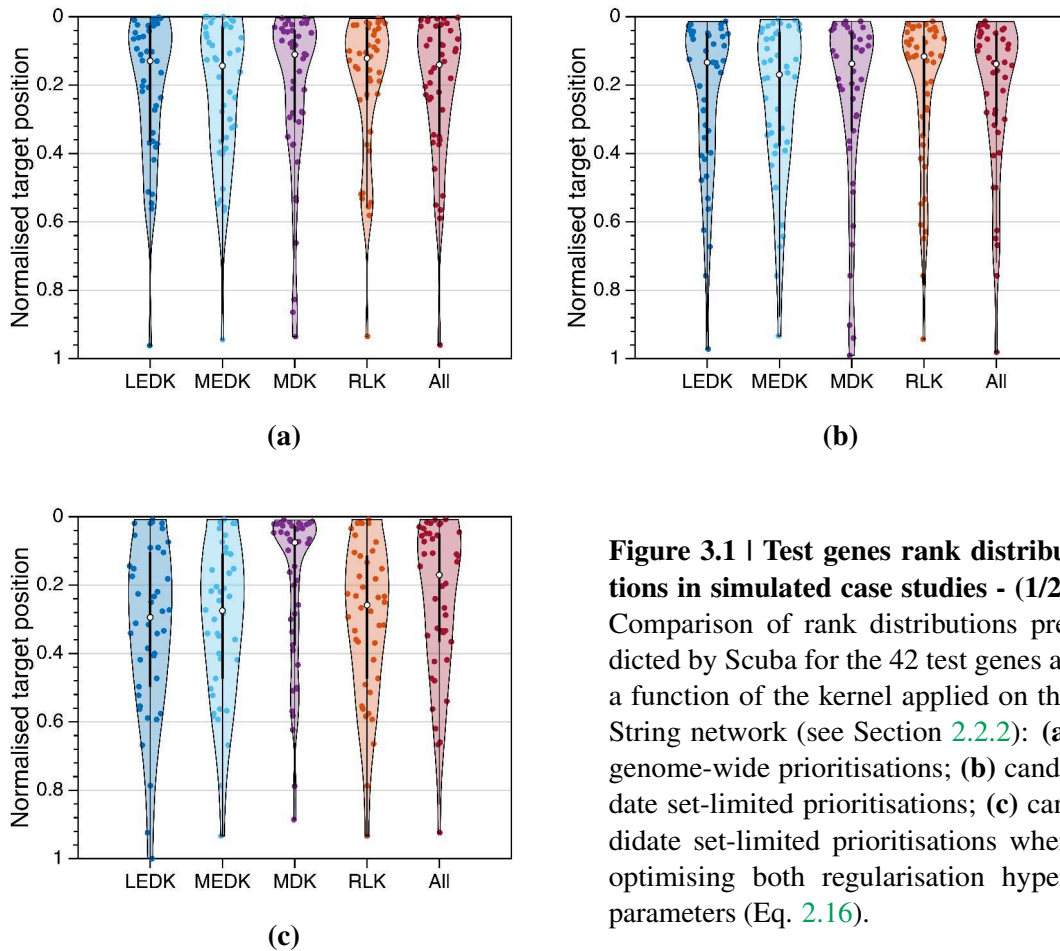 Normalised target position
0
0.2
0.4
0.6
0.8
1
LEDK MEDK MDK RLK All
(a)
Normalised target position
0
0.2
0.4
0.6
0.8
1
LEDK MEDK MDK RLK All
(b)
Normalised target position
0
0.2
0.4
0.6
0.8
1
LEDK MEDK MDK RLK All
(c)
Figure 3.1 | Test genes rank distribu
tions in simulated case studies - (1/2
Comparison of rank distributions pre
dicted by Scuba for the 42 test genes a
a function of the kernel applied on th
String network (see Section 2.2.2): (a
genome-wide prioritisations; (b) cand
date set-limited prioritisations; (c) can
didate set-limited prioritisations when
optimising both regularisation hyper
parameters (Eq. 2.16).